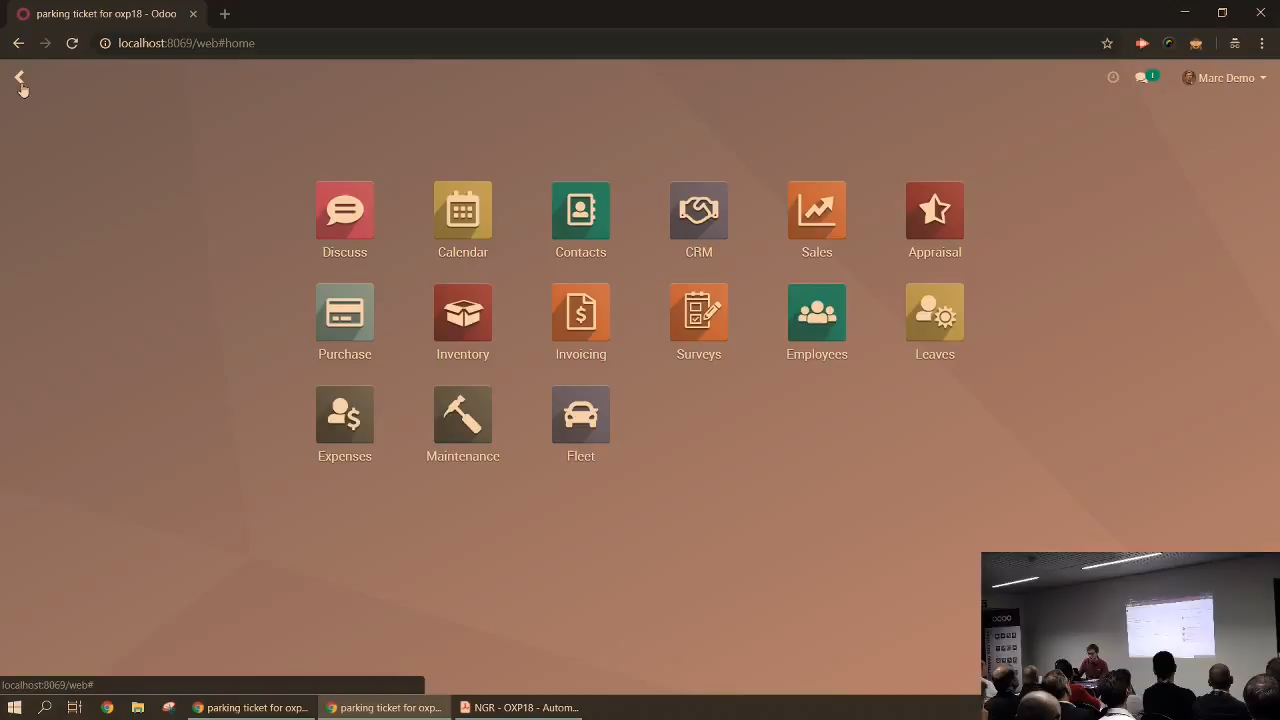 parking ticket for oxp18 - Odoo
localhost:8069/web#home
1
Marc Demo
Discuss
Calendar
Contacts
CRM
Sales
Appraisal
Purchase
Inventory
Invoicing
Surveys
Employees
Leaves
Expenses
Maintenance
Fleet
odoo
localhost:8069/web#
parking ticket for oxp...
parking ticket for oxp...
NGR - OXP18 - Autom...